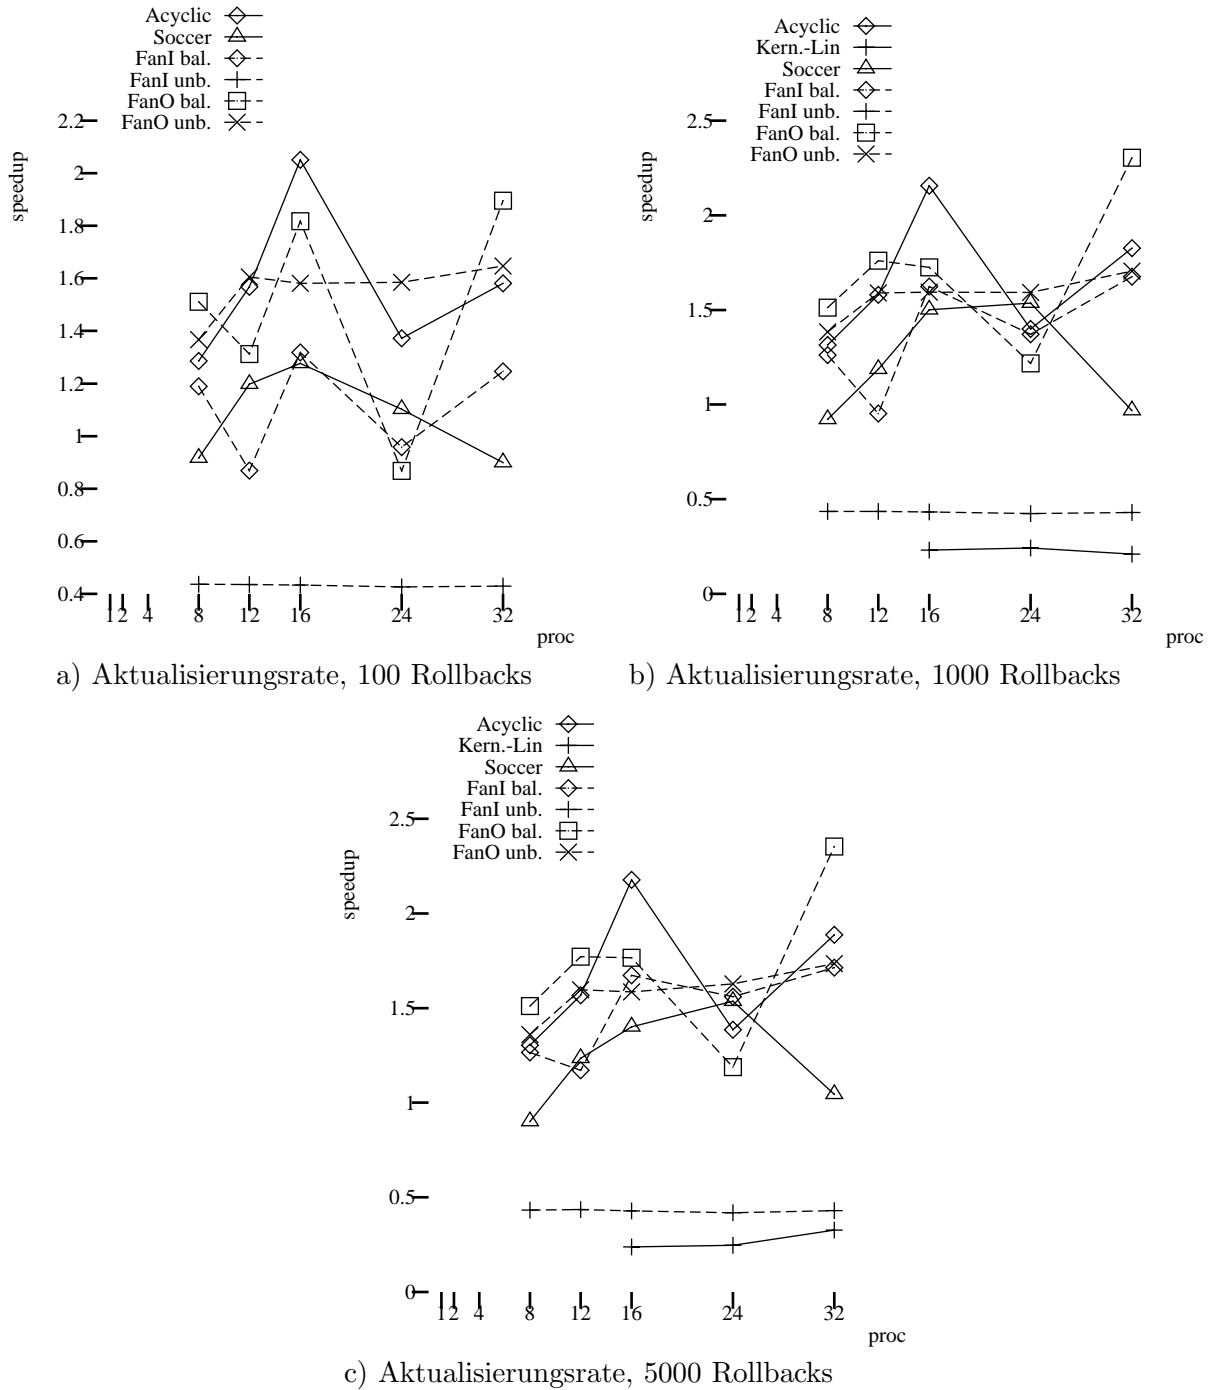 Acyclic
Soccer
FanI bal.
FanI unb.
FanO bal.
FanO unb.
speedup
2.2
2
1.8
1.6
1.4
1.2
1
0.8
0.6
0.4
1 2 4 8 12 16 24 32
proc
a) Aktualisierungsrate, 100 Rollbacks
Acyclic
Kern.-Lin
Soccer
FanI bal.
FanI unb.
FanO bal.
FanO unb.
speedup
2.5
2
1.5
1
0.5
0
1 2 4 8 12 16 24 32
proc
b) Aktualisierungsrate, 1000 Rollbacks
Acyclic
Kern.-Lin
Soccer
FanI bal.
FanI unb.
FanO bal.
FanO unb.
speedup
2.5
2
1.5
1
0.5
0
1 2 4 8 12 16 24 32
proc
c) Aktualisierungsrate, 5000 Rollbacks